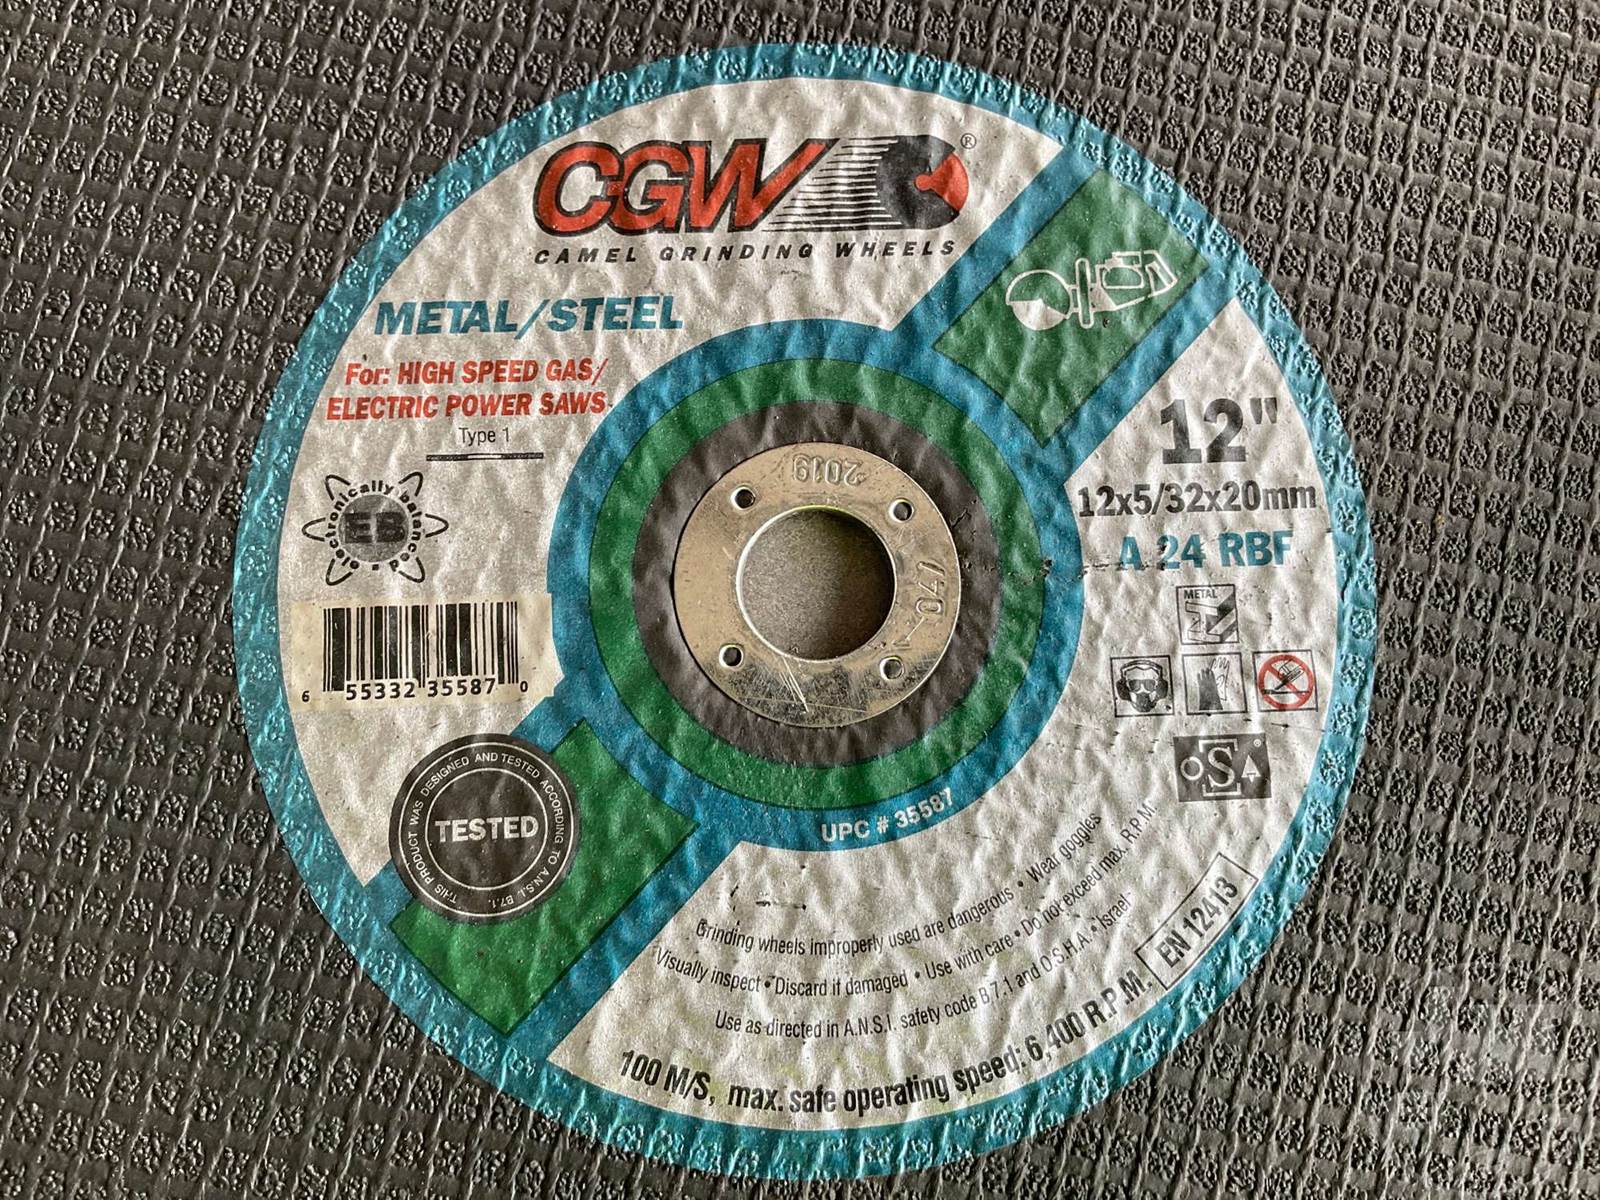 CGW®
CAMEL GRINDING WHEELS
METAL/STEEL
For: HIGH SPEED GAS/
ELECTRIC POWER SAWS
Type 1
electronically balanced
EB
6 55332 35587 0
THIS PRODUCT WAS DESIGNED AND TESTED ACCORDING TO A.N.S.I. B7.1.
TESTED
2019
12"
12x5/32x20mm
A 24 RBF
METAL
oSA®
UPC # 35587
Grinding wheels improperly used are dangerous • Wear goggles
Visually inspect • Discard if damaged • Use with care • Do not exceed max. R.P.M.
Use as directed in A.N.S.I. safety code B.7.1 and O.S.H.A. • Israel
100 M/S, max. safe operating speed: 6,400 R.P.M.
EN 12413